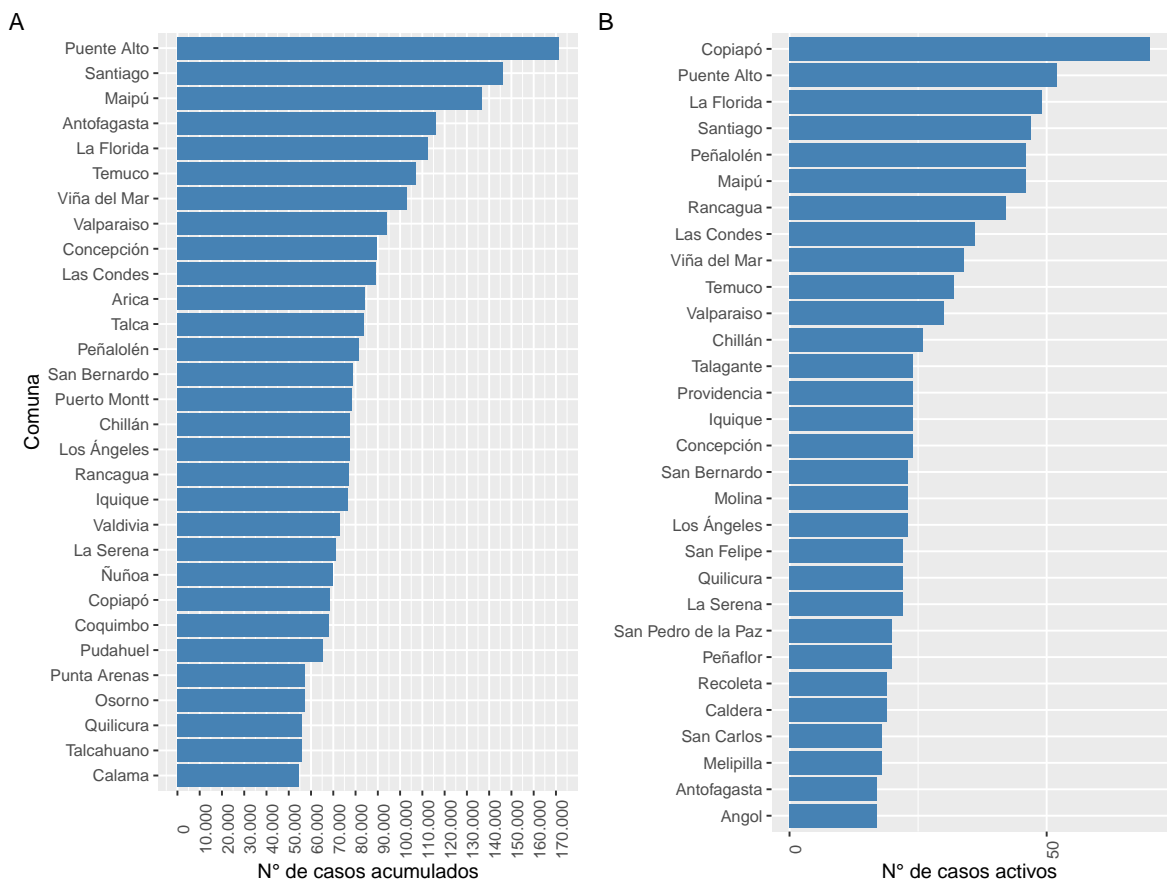 A
Puente Alto
Santiago
Maipú
Antofagasta
La Florida
Temuco
Viña del Mar
Valparaiso
Concepción
Las Condes
Arica
Talca
Peñalolén
San Bernardo
Puerto Montt
Chillán
Los Ángeles
Rancagua
Iquique
Valdivia
La Serena
Ñuñoa
Copiapó
Coquimbo
Pudahuel
Punta Arenas
Osorno
Quilicura
Talcahuano
Calama
Comuna
0
10.000
20.000
30.000
40.000
50.000
60.000
70.000
80.000
90.000
100.000
110.000
120.000
130.000
140.000
150.000
160.000
170.000
N° de casos acumulados
B
Copiapó
Puente Alto
La Florida
Santiago
Peñalolén
Maipú
Rancagua
Las Condes
Viña del Mar
Temuco
Valparaiso
Chillán
Talagante
Providencia
Iquique
Concepción
San Bernardo
Molina
Los Ángeles
San Felipe
Quilicura
La Serena
San Pedro de la Paz
Peñaflor
Recoleta
Caldera
San Carlos
Melipilla
Antofagasta
Angol
0
50
N° de casos activos